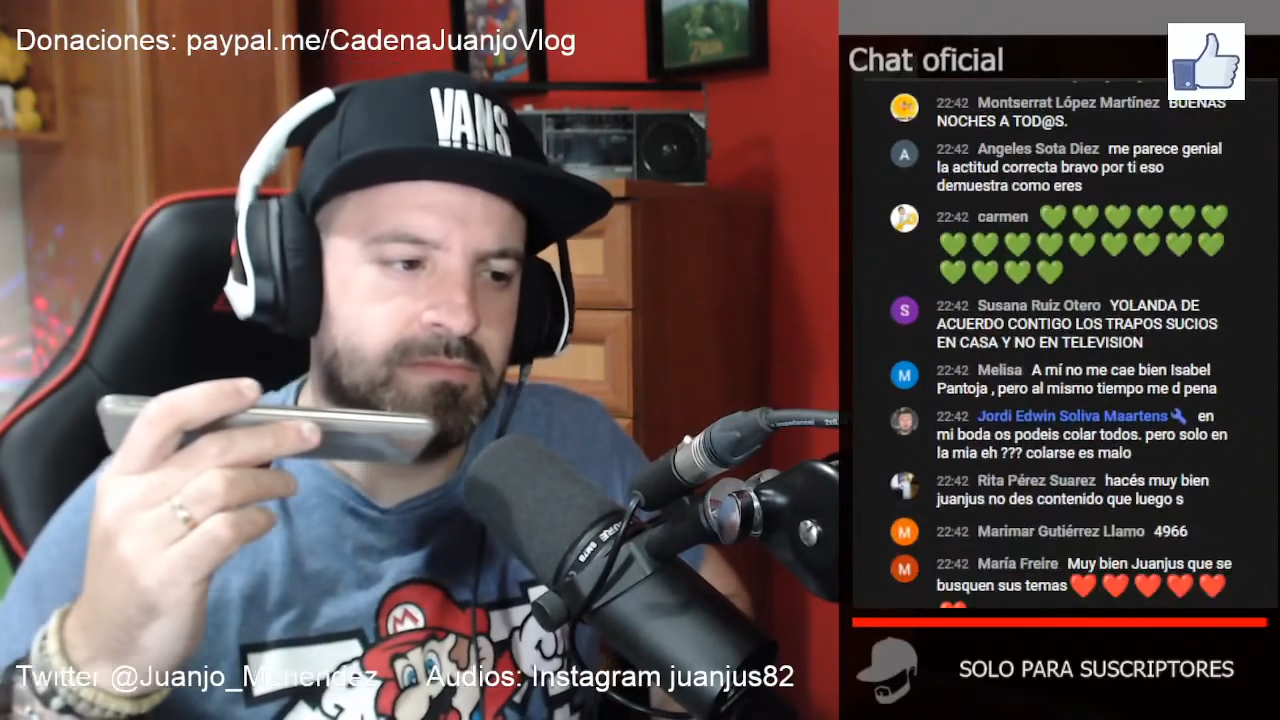 Donaciones: paypal.me/CadenaJuanjoVlog
VANS
Chat oficial
22:42 Montserrat López Martínez BUENAS
NOCHES A TOD@S.
A
22:42 Angeles Sota Diez me parece genial
la actitud correcta bravo por ti eso
demuestra como eres
22:42 carmen 💚💚💚💚💚💚
💚💚💚💚💚💚💚💚💚
💚💚💚💚
S
22:42 Susana Ruiz Otero YOLANDA DE
ACUERDO CONTIGO LOS TRAPOS SUCIOS
EN CASA Y NO EN TELEVISION
M
22:42 Melisa A mí no me cae bien Isabel
Pantoja , pero al mismo tiempo me d pena
22:42 Jordi Edwin Soliva Maartens🔧 en
mi boda os podeis colar todos. pero solo en
la mia eh ??? colarse es malo
22:42 Rita Pérez Suarez hacés muy bien
juanjus no des contenido que luego s
M
22:42 Marimar Gutiérrez Llamo 4966
M
22:42 María Freire Muy bien Juanjus que se
busquen sus temas❤️❤️❤️❤️❤️
❤️
SOLO PARA SUSCRIPTORES
Twitter @Juanjo_Menendez / Audios: Instagram juanjus82